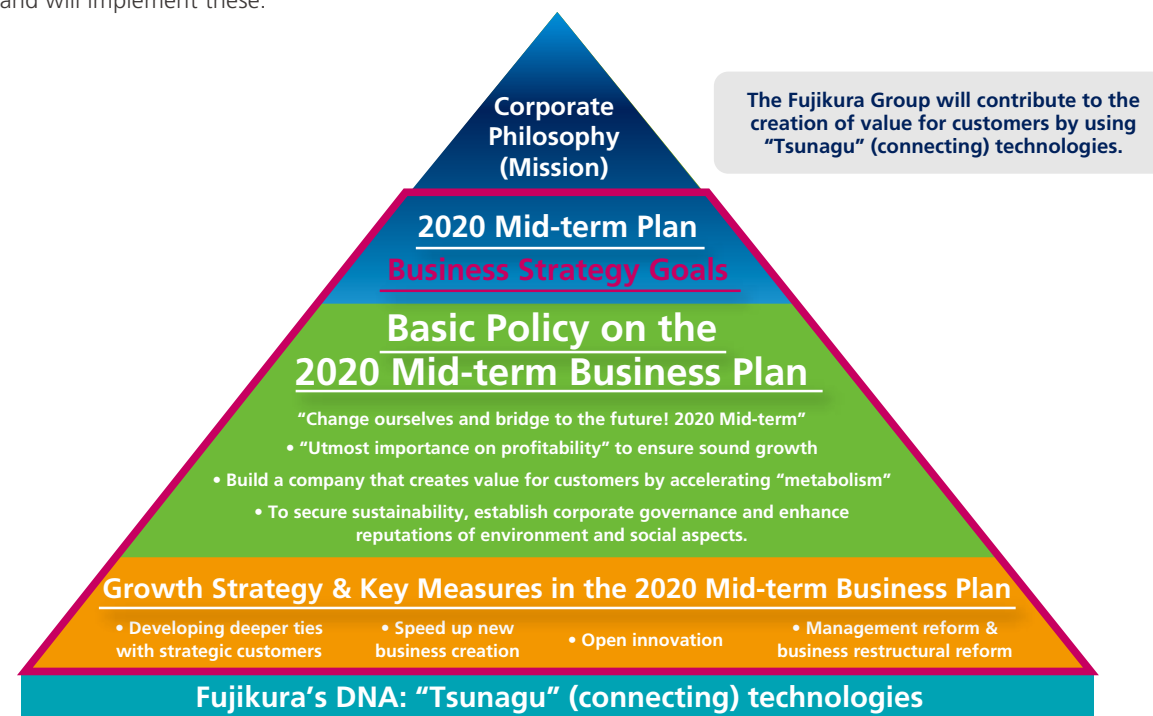 and will implement these.
Corporate
Philosophy
(Mission)
The Fujikura Group will contribute to the
creation of value for customers by using
“Tsunagu” (connecting) technologies.
2020 Mid-term Plan
Business Strategy Goals
Basic Policy on the
2020 Mid-term Business Plan
“Change ourselves and bridge to the future! 2020 Mid-term”
• “Utmost importance on profitability” to ensure sound growth
• Build a company that creates value for customers by accelerating “metabolism”
• To secure sustainability, establish corporate governance and enhance
reputations of environment and social aspects.
Growth Strategy & Key Measures in the 2020 Mid-term Business Plan
• Developing deeper ties
with strategic customers
• Speed up new
business creation
• Open innovation
• Management reform &
business restructural reform
Fujikura’s DNA: “Tsunagu” (connecting) technologies